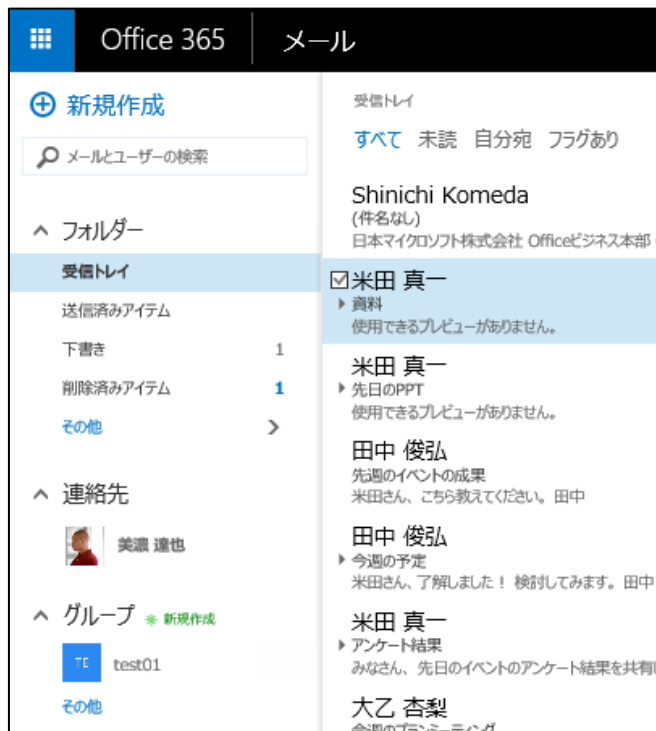 Office 365 メール
新規作成
メールとユーザーの検索
フォルダー
受信トレイ
送信済みアイテム
下書き 1
削除済みアイテム 1
その他
連絡先
美濃 達也
グループ 新規作成
TE test01
その他
受信トレイ
すべて 未読 自分宛 フラグあり
Shinichi Komeda
(件名なし)
日本マイクロソフト株式会社 Officeビジネス本部
米田 真一
資料
使用できるプレビューがありません。
米田 真一
先日のPPT
使用できるプレビューがありません。
田中 俊弘
先週のイベントの成果
米田さん、こちら教えてください。田中
田中 俊弘
今週の予定
米田さん、了解しました！ 検討してみます。田中
米田 真一
アンケート結果
みなさん、先日のイベントのアンケート結果を共有
大乙 杏梨
今週のプランミーティング